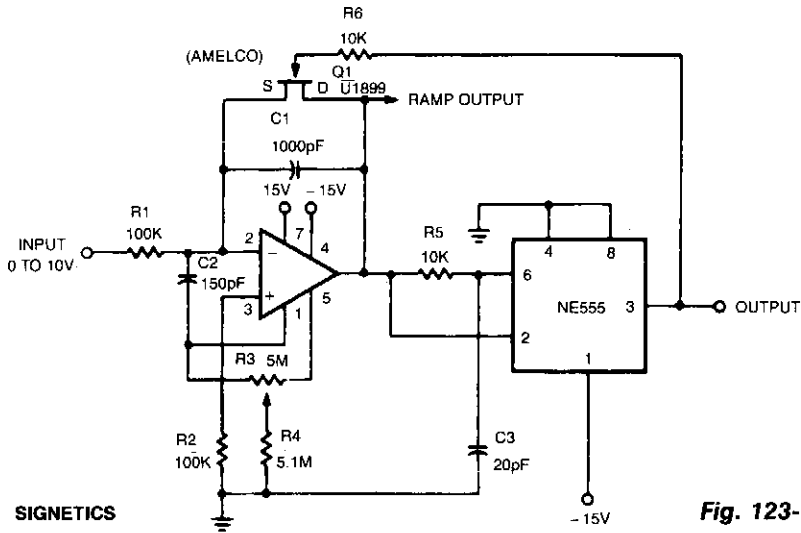 R6
10K
(AMELCO)
Q1
S
D
U1899
RAMP OUTPUT
C1
1000pF
15V
– 15V
R1
100K
R5
10K
4
8
INPUT
0 TO 10V
2
–
7
4
C2
150pF
6
+
3
1
5
NE555
3
OUTPUT
2
R3
5M
1
R2
100K
R4
5.1M
C3
20pF
– 15V
SIGNETICS
Fig. 123-